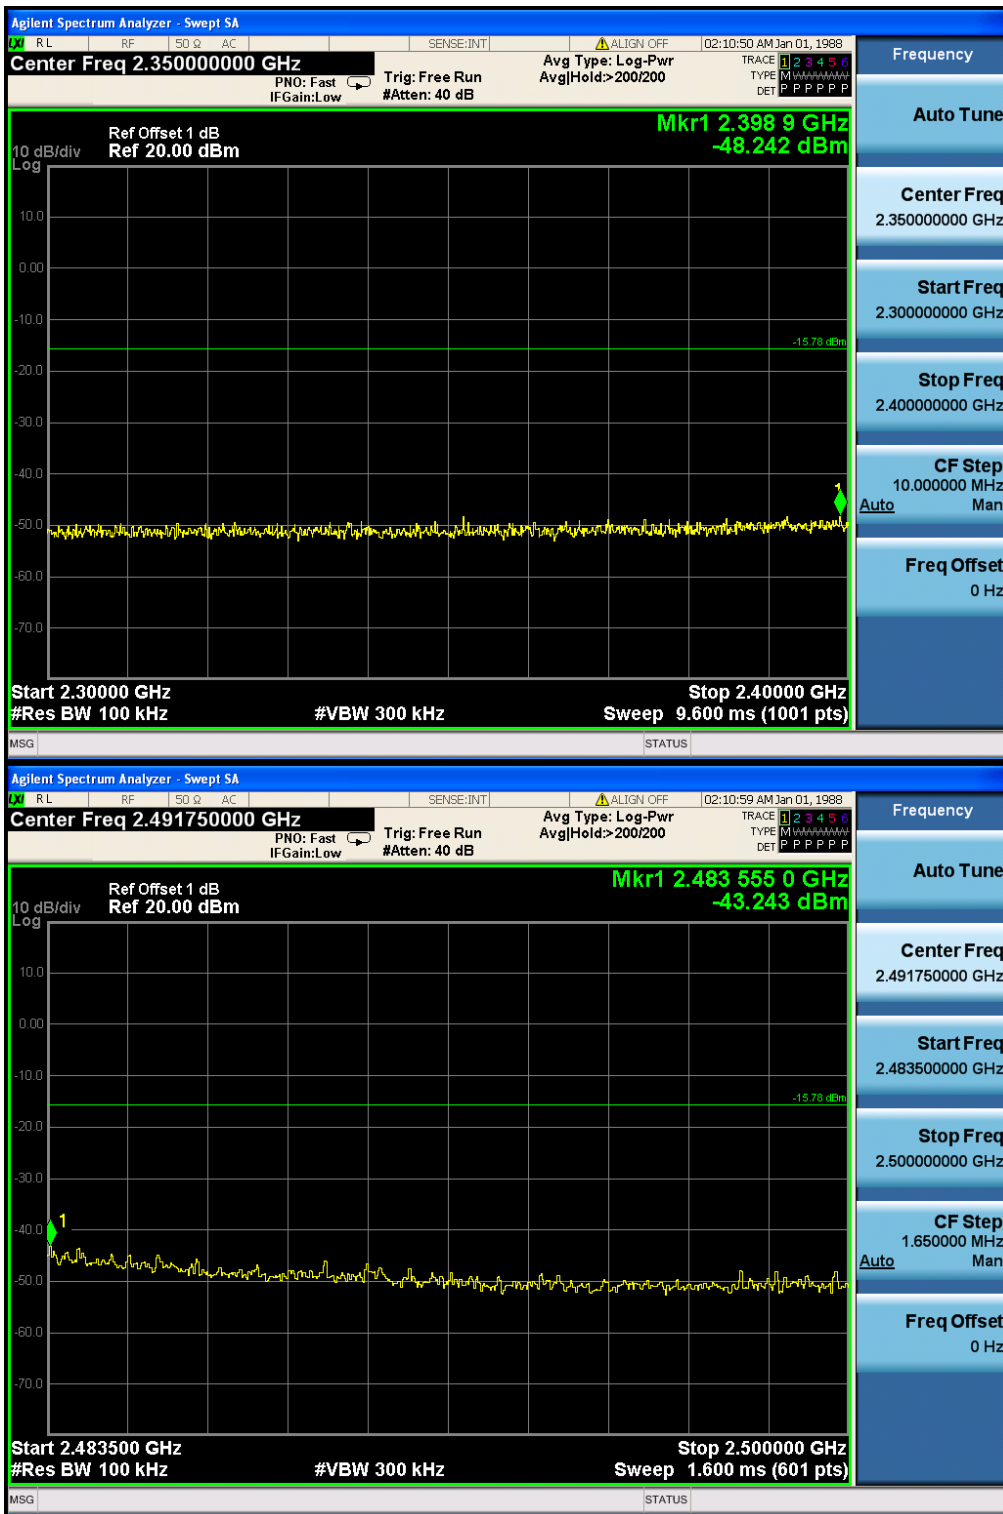 Agilent Spectrum Analyzer - Swept SA
LXI RL RF 50 Ω AC SENSE:INT ALIGN OFF 02:10:50 AM Jan 01, 1988
Center Freq 2.350000000 GHz
PNO: Fast
IFGain:Low
Trig: Free Run
#Atten: 40 dB
Avg Type: Log-Pwr
Avg|Hold:>200/200
TRACE 1 2 3 4 5 6
TYPE M WWWWW
DET P P P P P P
Frequency
Mkr1 2.398 9 GHz
-48.242 dBm
Ref Offset 1 dB
10 dB/div Ref 20.00 dBm
Log
10.0
0.00
-10.0
-15.78 dBm
-20.0
-30.0
-40.0
1
-50.0
-60.0
-70.0
Start 2.30000 GHz Stop 2.40000 GHz
#Res BW 100 kHz #VBW 300 kHz Sweep 9.600 ms (1001 pts)
MSG STATUS
Auto Tune
Center Freq
2.350000000 GHz
Start Freq
2.300000000 GHz
Stop Freq
2.400000000 GHz
CF Step
10.000000 MHz
Auto Man
Freq Offset
0 Hz
Agilent Spectrum Analyzer - Swept SA
LXI RL RF 50 Ω AC SENSE:INT ALIGN OFF 02:10:59 AM Jan 01, 1988
Center Freq 2.491750000 GHz
PNO: Fast
IFGain:Low
Trig: Free Run
#Atten: 40 dB
Avg Type: Log-Pwr
Avg|Hold:>200/200
TRACE 1 2 3 4 5 6
TYPE M WWWWW
DET P P P P P P
Frequency
Mkr1 2.483 555 0 GHz
-43.243 dBm
Ref Offset 1 dB
10 dB/div Ref 20.00 dBm
Log
10.0
0.00
-10.0
-15.78 dBm
-20.0
-30.0
1
-40.0
-50.0
-60.0
-70.0
Start 2.483500 GHz Stop 2.500000 GHz
#Res BW 100 kHz #VBW 300 kHz Sweep 1.600 ms (601 pts)
MSG STATUS
Auto Tune
Center Freq
2.491750000 GHz
Start Freq
2.483500000 GHz
Stop Freq
2.500000000 GHz
CF Step
1.650000 MHz
Auto Man
Freq Offset
0 Hz